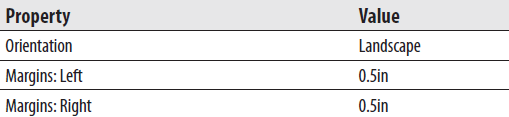 Property Value
Orientation Landscape
Margins: Left 0.5in
Margins: Right 0.5in